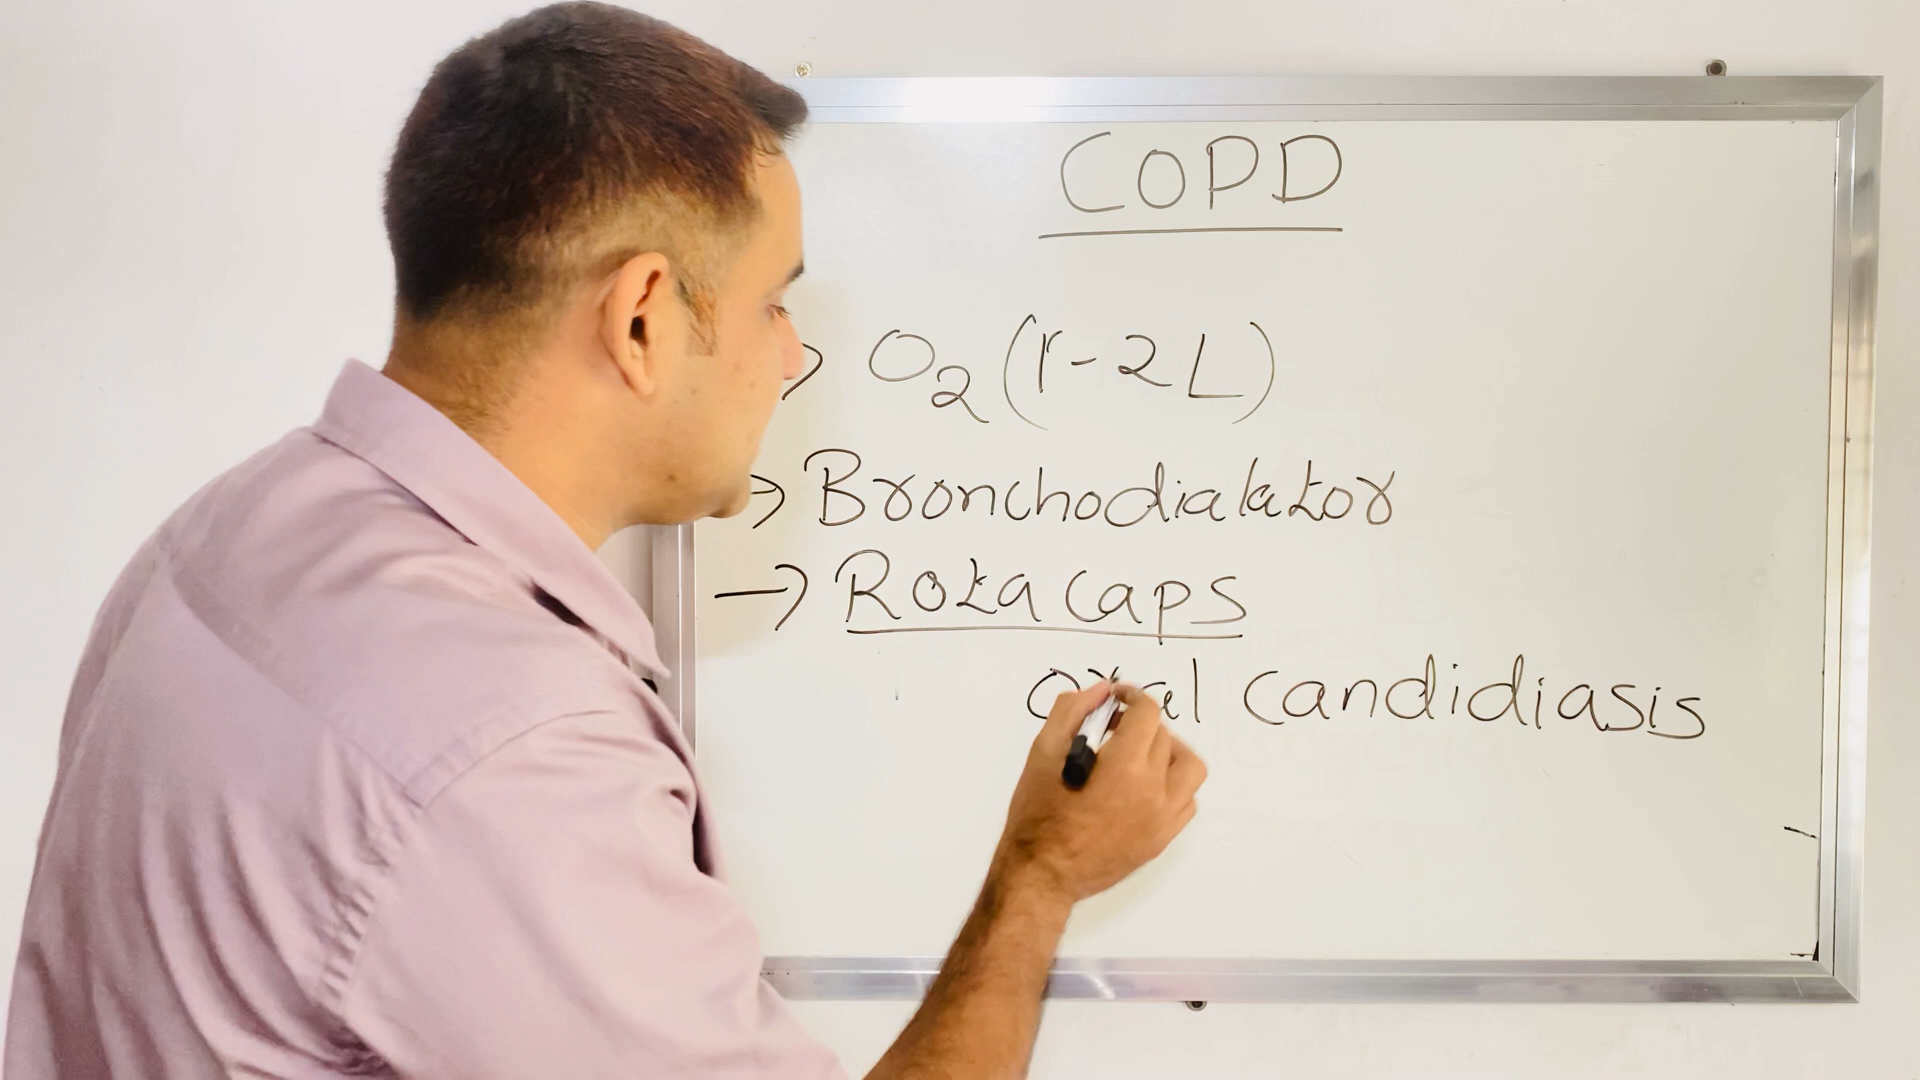 COPD
> O2 (1-2L)
-> Bronchodialator
-> Rotacaps
oral candidiasis